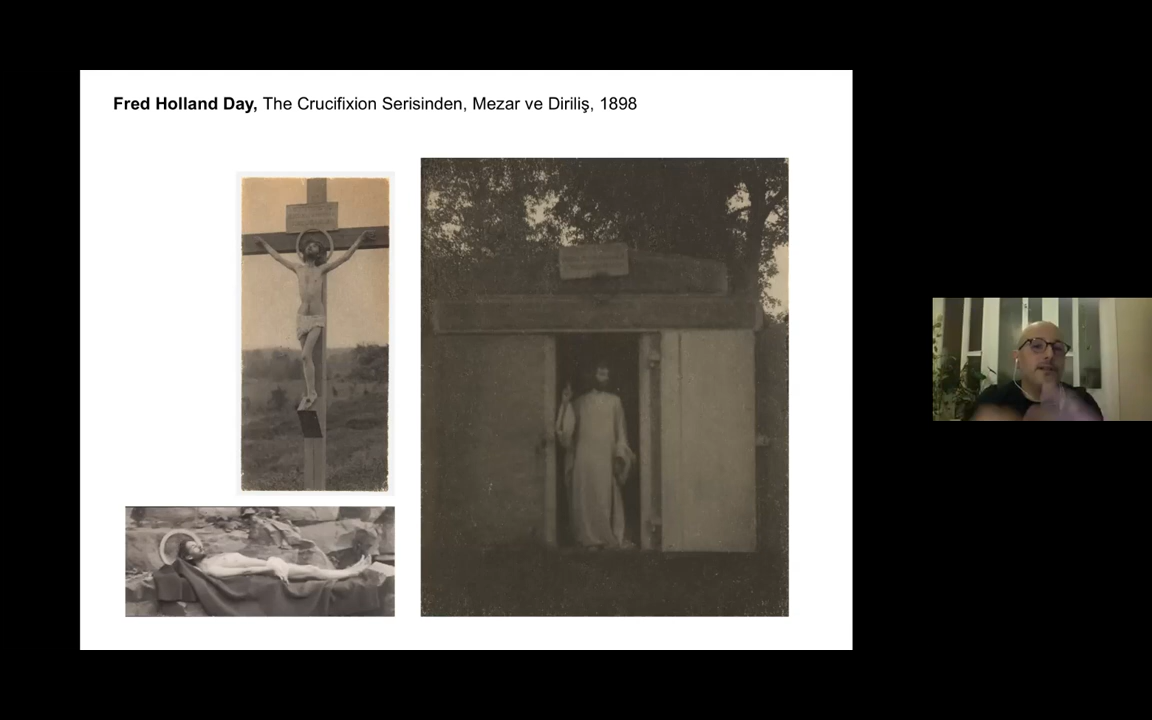 Fred Holland Day, The Crucifixion Serisinden, Mezar ve Diriliş, 1898